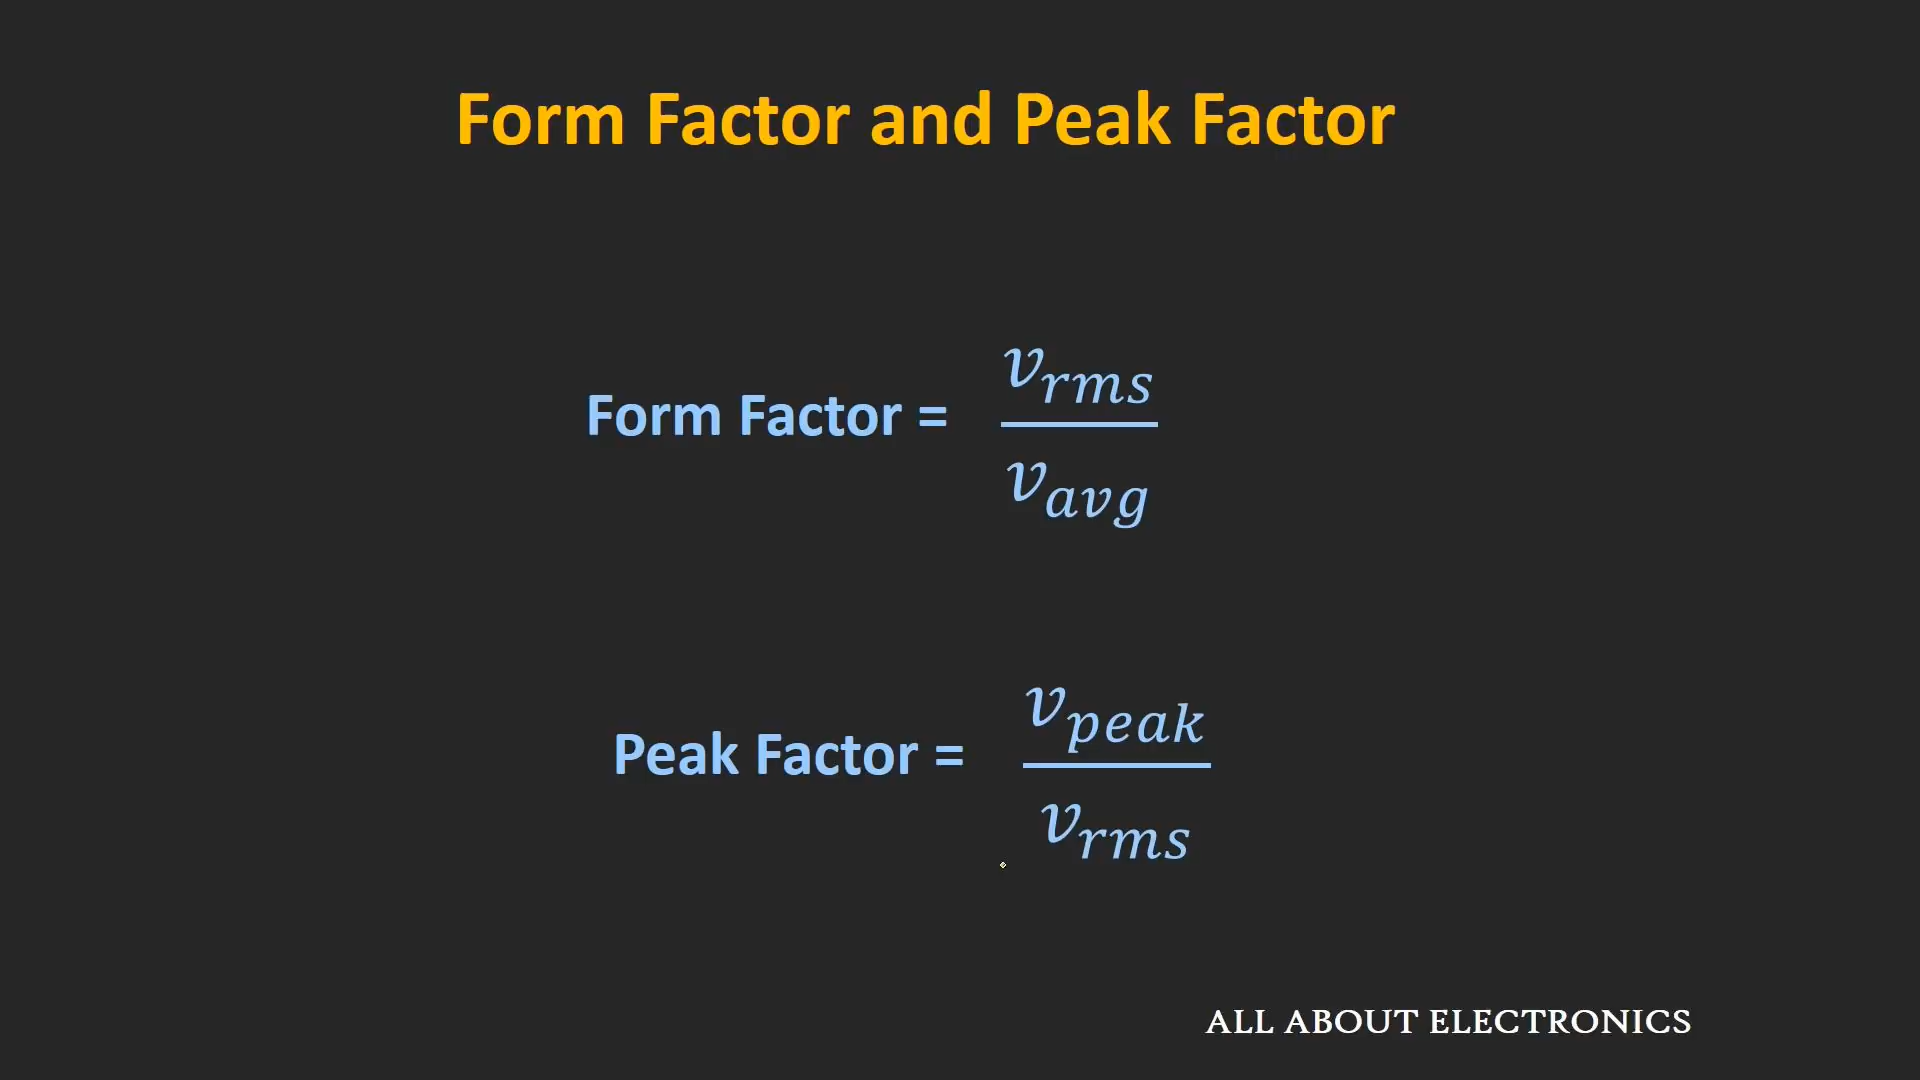 Form Factor and Peak Factor
Form Factor = v_rms / v_avg
Peak Factor = v_peak / v_rms
ALL ABOUT ELECTRONICS